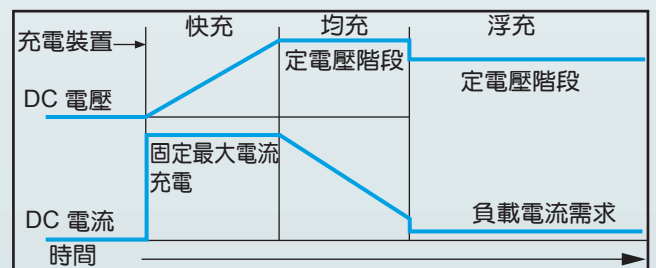 快充
均充
浮充
充電裝置
定電壓階段
定電壓階段
DC 電壓
固定最大電流
充電
DC 電流
負載電流需求
時間